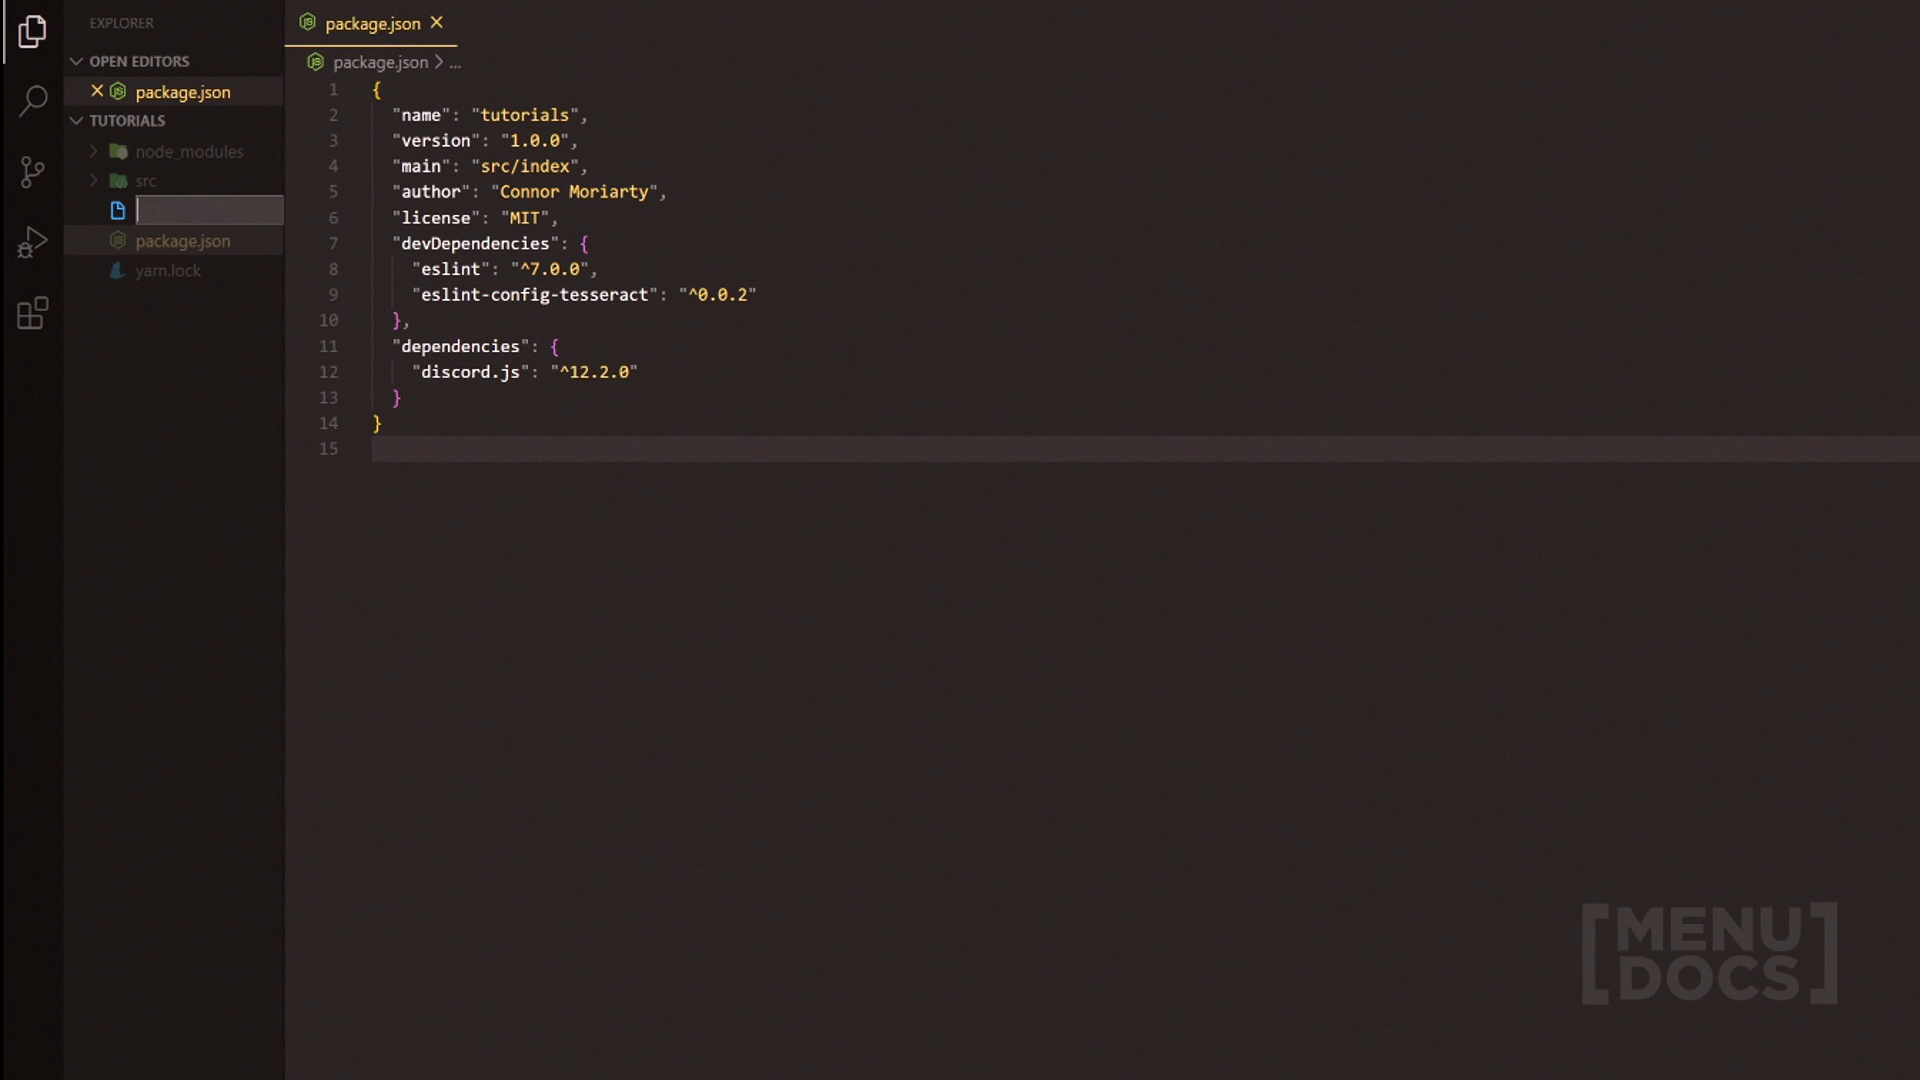 EXPLORER
OPEN EDITORS
package.json
TUTORIALS
node_modules
src
package.json
yarn.lock
package.json
package.json > ...
1 {
2 "name": "tutorials",
3 "version": "1.0.0",
4 "main": "src/index",
5 "author": "Connor Moriarty",
6 "license": "MIT",
7 "devDependencies": {
8 "eslint": "^7.0.0",
9 "eslint-config-tesseract": "^0.0.2"
10 },
11 "dependencies": {
12 "discord.js": "^12.2.0"
13 }
14 }
15
[MENU
DOCS]